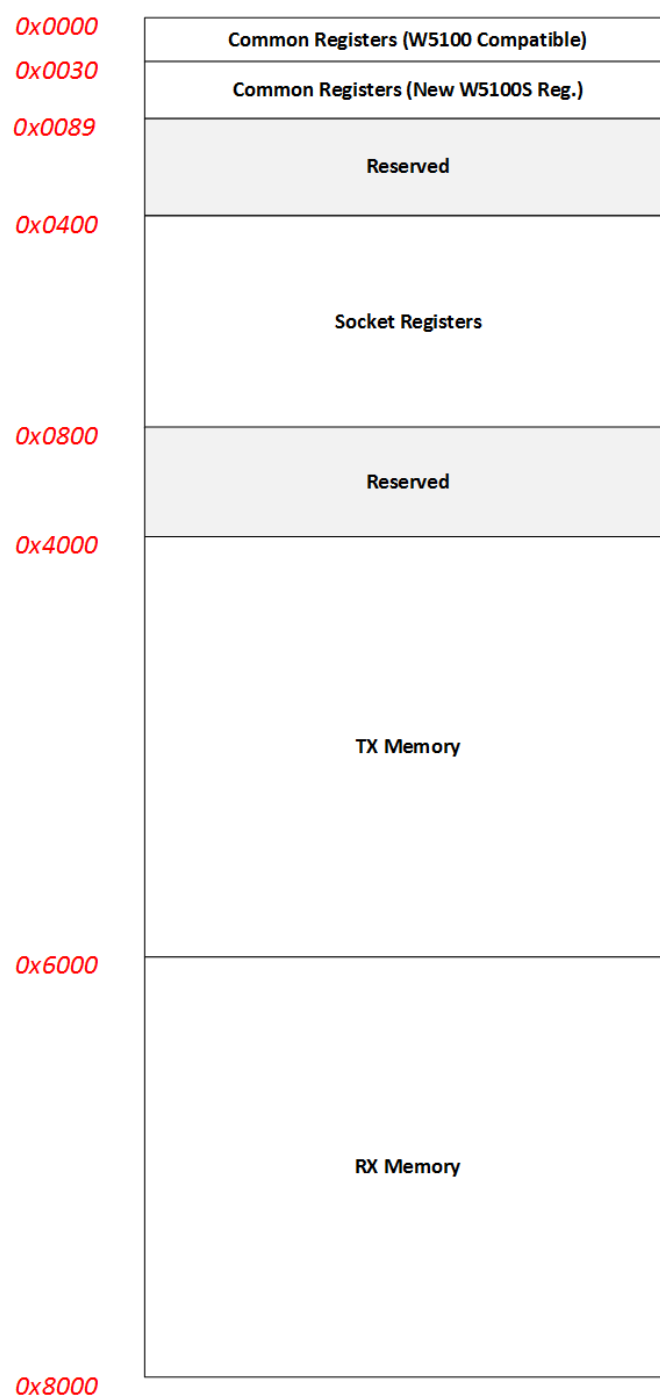 0x0000
Common Registers (W5100 Compatible)
0x0030
Common Registers (New W5100S Reg.)
0x0089
Reserved
0x0400
Socket Registers
0x0800
Reserved
0x4000
TX Memory
0x6000
RX Memory
0x8000